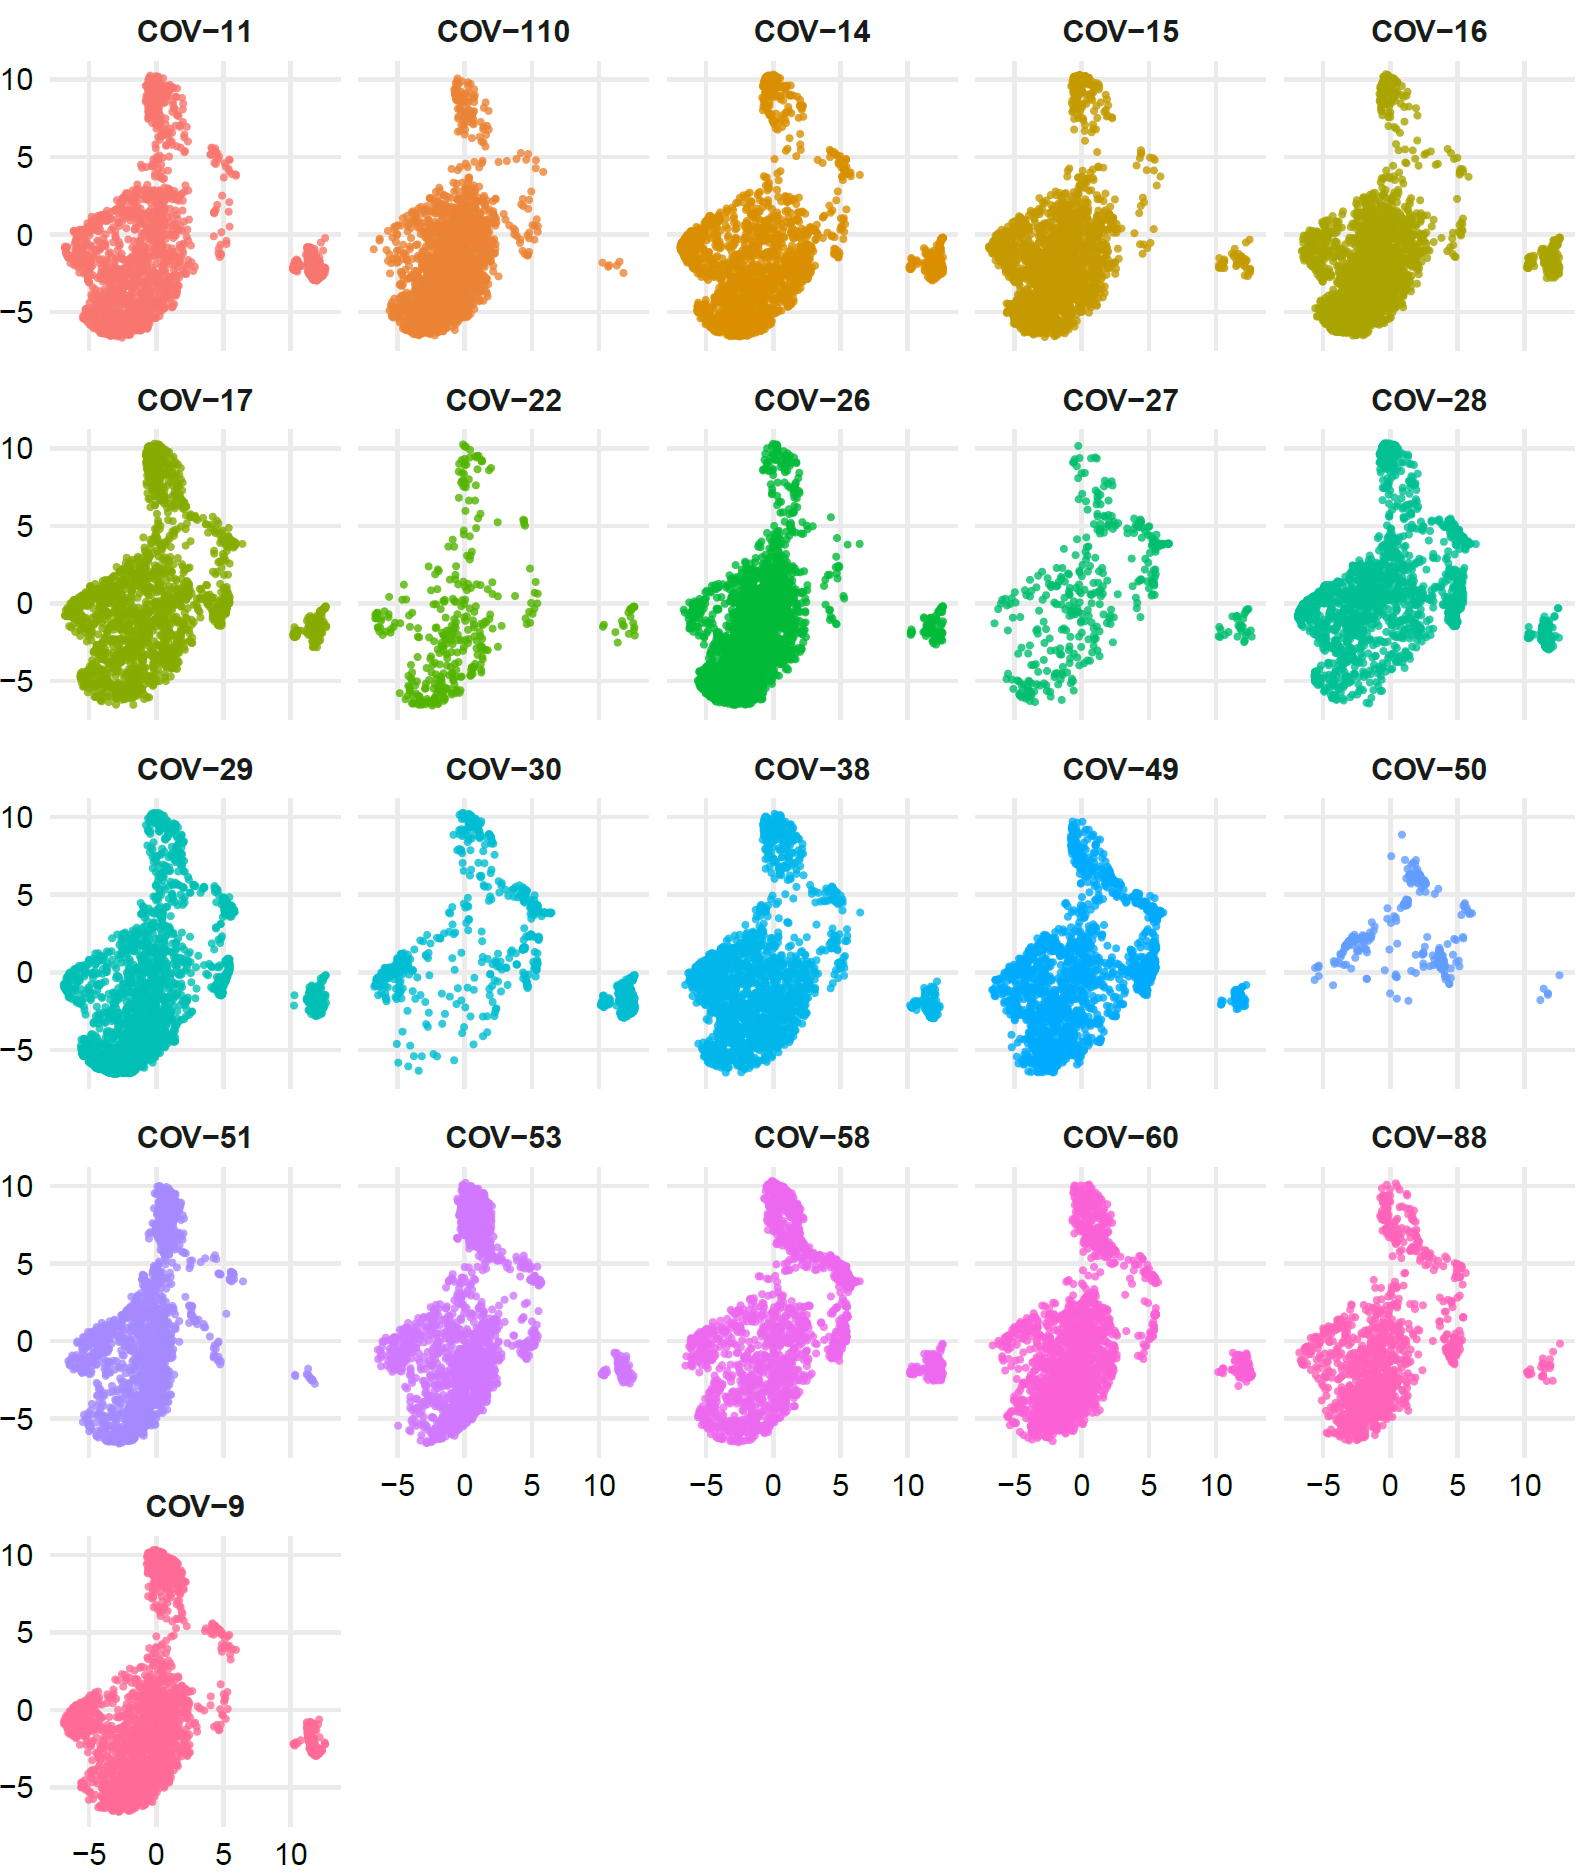 COV−11 COV−110 COV−14 COV−15 COV−16
10
5
0
−5
COV−17 COV−22 COV−26 COV−27 COV−28
10
5
0
−5
COV−29 COV−30 COV−38 COV−49 COV−50
10
5
0
−5
COV−51 COV−53 COV−58 COV−60 COV−88
10
5
0
−5
−5 0 5 10 −5 0 5 10 −5 0 5 10 −5 0 5 10
COV−9
10
5
0
−5
−5 0 5 10